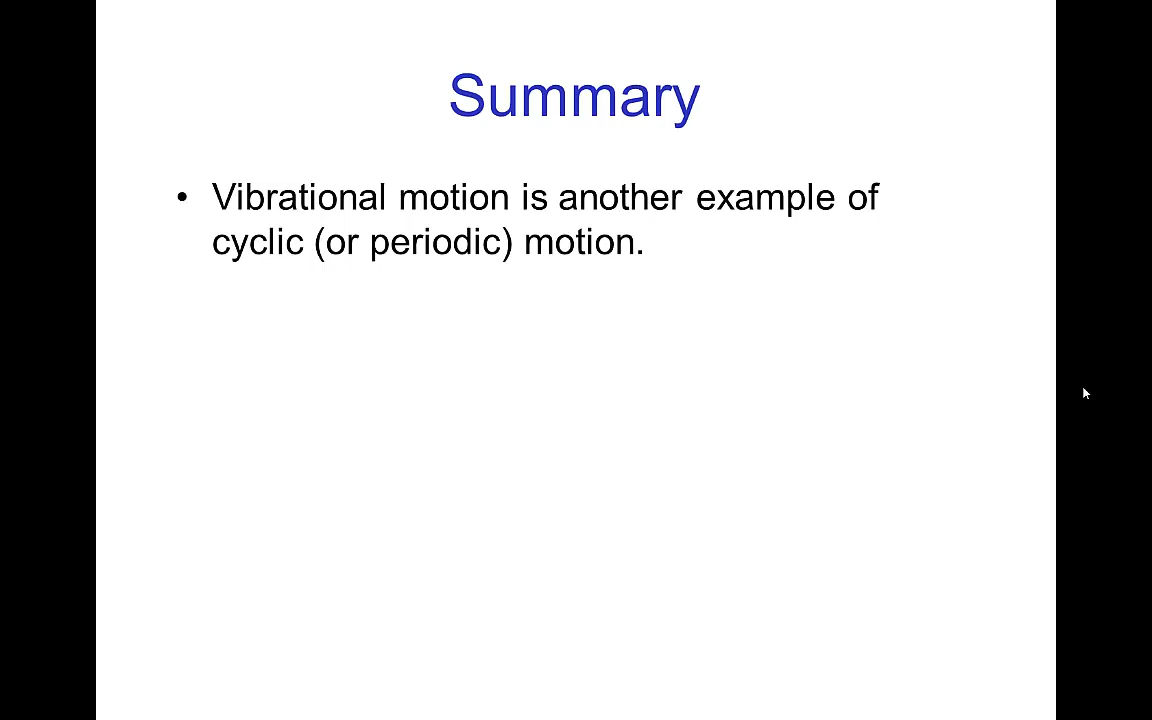 Summary
• Vibrational motion is another example of
cyclic (or periodic) motion.